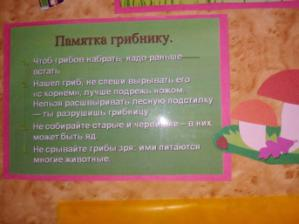 Памятка грибнику.
Чтоб грибов набрать, надо раньше
встать.
Нашел гриб, не спеши вырывать его
«с корнем», лучше подрежь ножом.
Нельзя расшвыривать лесную подстилку
— ты разрушишь грибницу.
Не собирайте старые и червивые – в них
может быть яд.
Не срывайте грибы зря: ими питаются
многие животные.